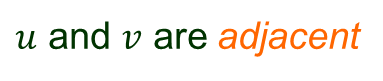 𝑢 and 𝑣 are adjacent